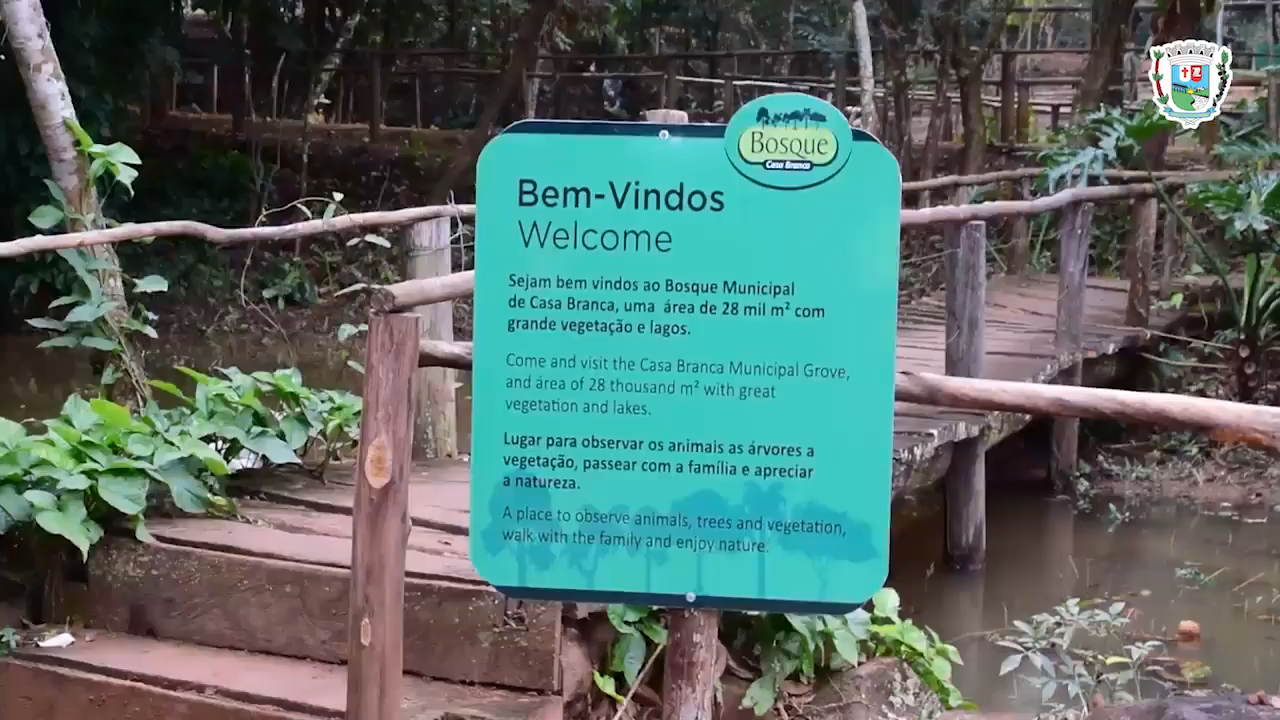 Bosque
Casa Branca
Bem-Vindos
Welcome
Sejam bem vindos ao Bosque Municipal
de Casa Branca, uma área de 28 mil m² com
grande vegetação e lagos.
Come and visit the Casa Branca Municipal Grove,
and área of 28 thousand m² with great
vegetation and lakes.
Lugar para observar os animais as árvores a
vegetação, passear com a família e apreciar
a natureza.
A place to observe animals, trees and vegetation,
walk with the family and enjoy nature.